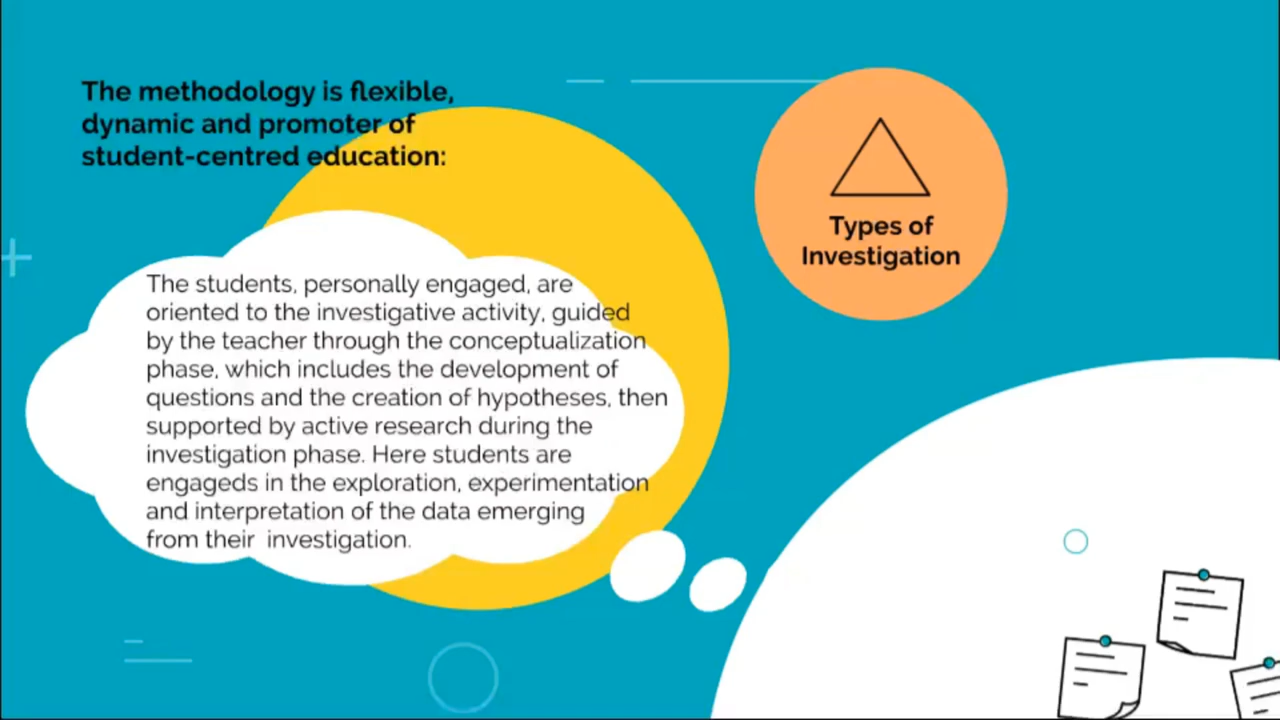 The methodology is flexible,
dynamic and promoter of
student-centred education:
The students, personally engaged, are
oriented to the investigative activity, guided
by the teacher through the conceptualization
phase, which includes the development of
questions and the creation of hypotheses, then
supported by active research during the
investigation phase. Here students are
engageds in the exploration, experimentation
and interpretation of the data emerging
from their  investigation.
Types of
Investigation